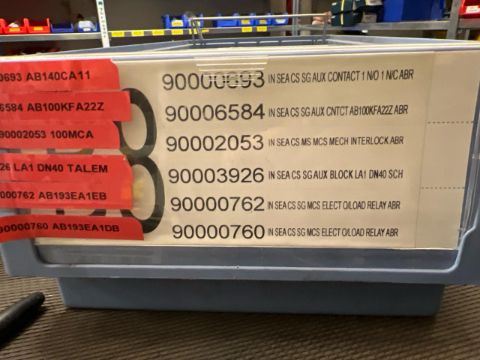 0693 AB140CA11
90000693 IN SEA CS SG AUX CONTACT 1 N/O 1 N/C ABR
6584 AB100KFA22Z
90006584 IN SEA CS SG AUX CNTCT AB100KFA22Z ABR
90002053 100MCA
90002053 IN SEA CS MS MCS MECH INTERLOCK ABR
26 LA1 DN40 TALEM
90003926 IN SEA CS SG AUX BLOCK LA1 DN40 SCH
0000762 AB193EA1EB
90000762 IN SEA CS SG MCS ELECT O/LOAD RELAY ABR
90000760 AB193EA1DB
90000760 IN SEA CS SG MCS ELECT O/LOAD RELAY ABR